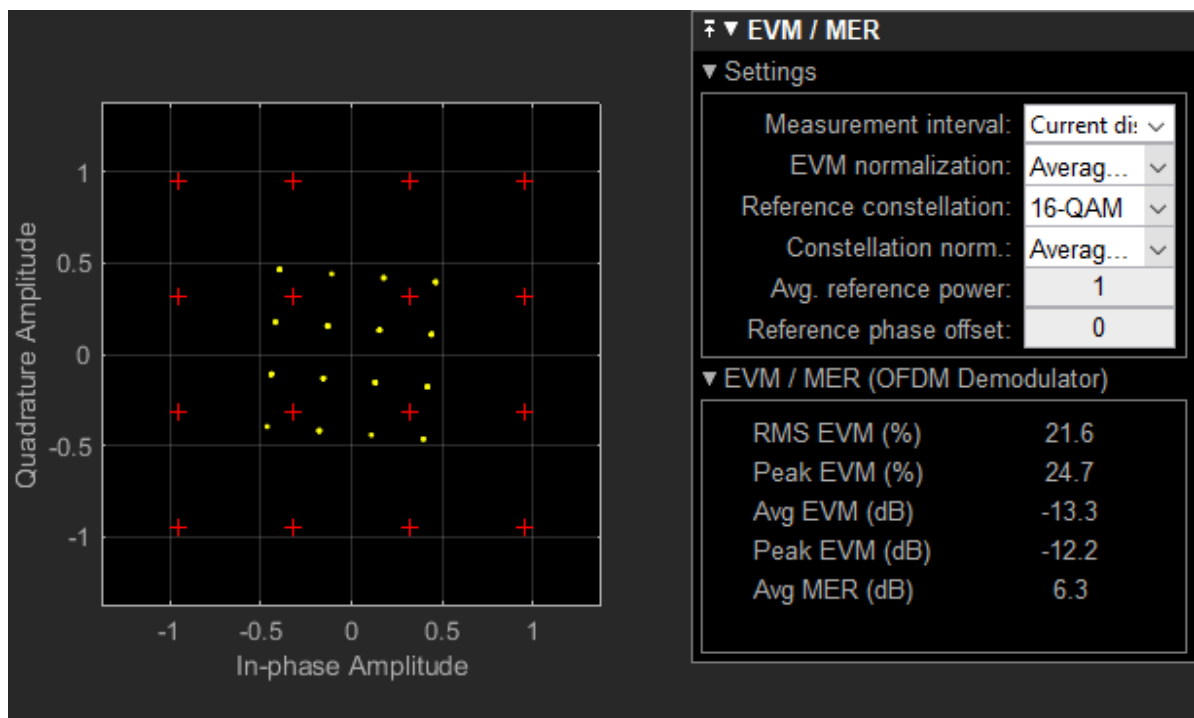 EVM / MER
Settings
Measurement interval: Current dis
EVM normalization: Averag...
Reference constellation: 16-QAM
Constellation norm.: Averag...
Avg. reference power: 1
Reference phase offset: 0
EVM / MER (OFDM Demodulator)
RMS EVM (%) 21.6
Peak EVM (%) 24.7
Avg EVM (dB) -13.3
Peak EVM (dB) -12.2
Avg MER (dB) 6.3
Quadrature Amplitude
1
0.5
0
-0.5
-1
-1 -0.5 0 0.5 1
In-phase Amplitude